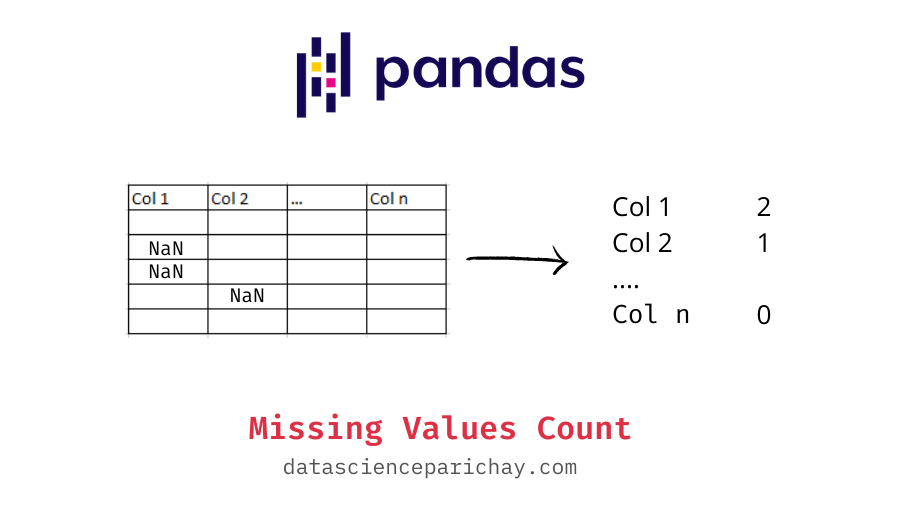 pandas
Col 1 Col 2 ... Col n
NaN
NaN
NaN
Col 1 2
Col 2 1
....
Col n 0
Missing Values Count
datascienceparichay.com